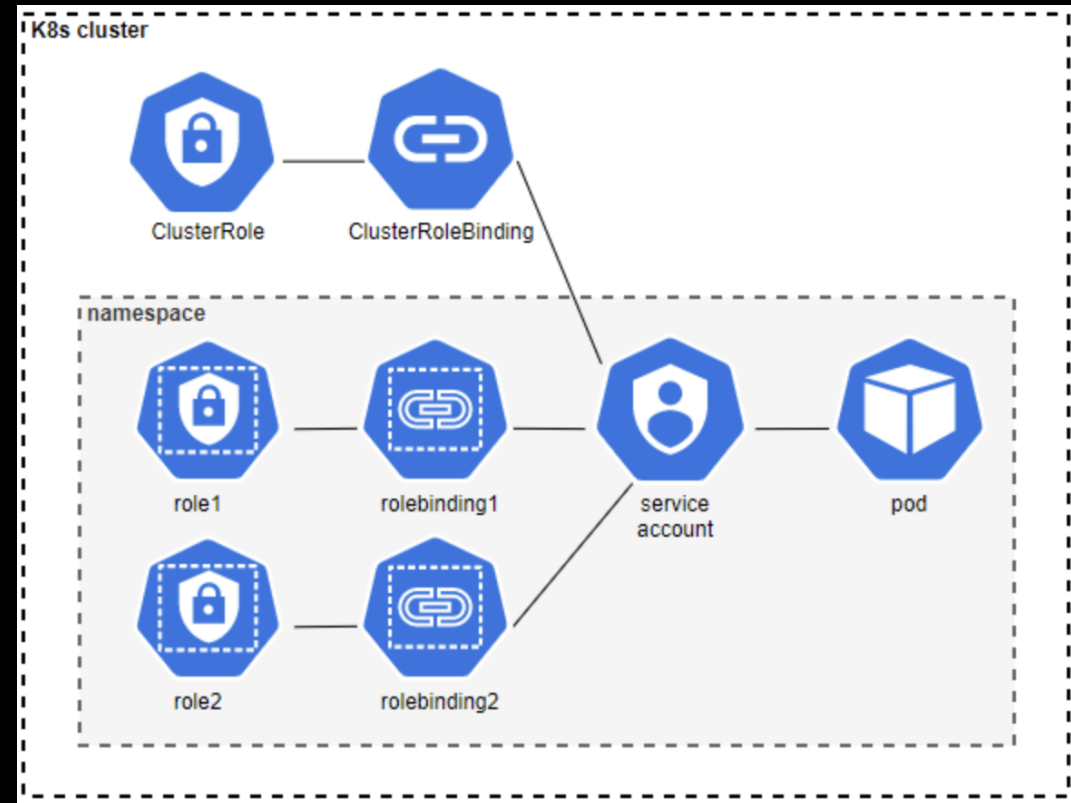 K8s cluster
ClusterRole
ClusterRoleBinding
namespace
role1
rolebinding1
service
account
pod
role2
rolebinding2